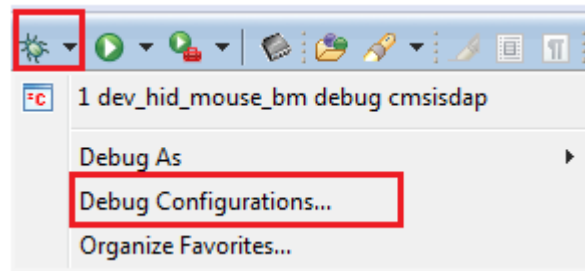 1 dev_hid_mouse_bm debug cmsisdap
Debug As
Debug Configurations...
Organize Favorites...